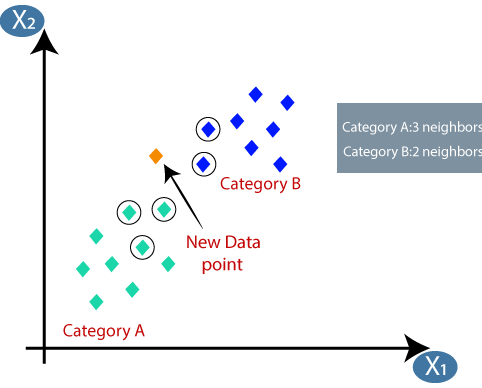 X₂
Category A:3 neighbors
Category B:2 neighbors
Category B
New Data
point
Category A
X₁